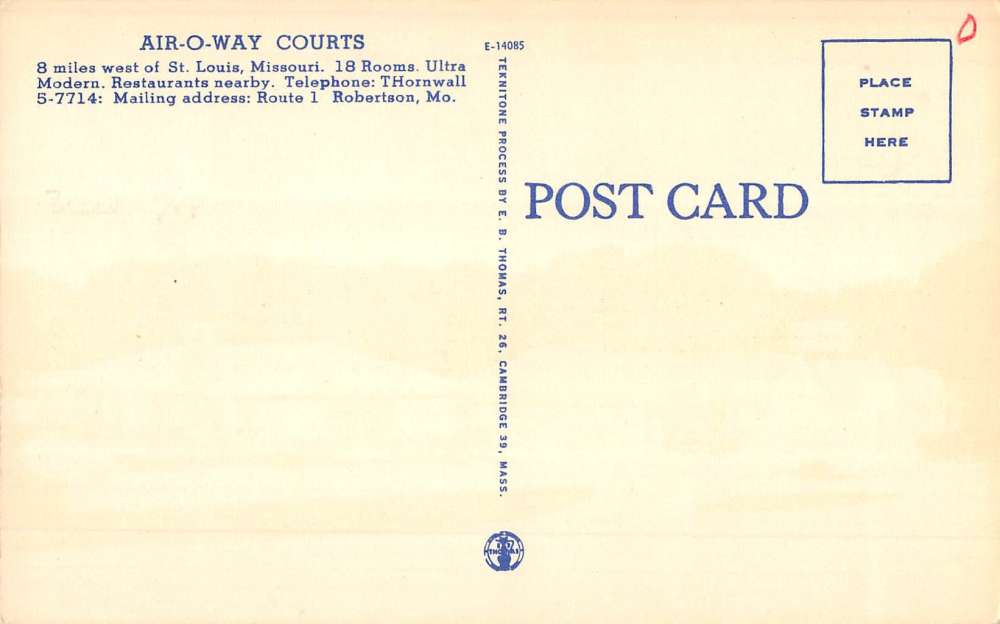 AIR-O-WAY COURTS
8 miles west of St. Louis, Missouri. 18 Rooms. Ultra
Modern. Restaurants nearby. Telephone: THornwall
5-7714: Mailing address: Route 1 Robertson, Mo.
E-14085
TEKNITONE PROCESS BY E. B. THOMAS, RT. 26, CAMBRIDGE 39, MASS.
POST CARD
PLACE
STAMP
HERE
THOMAS